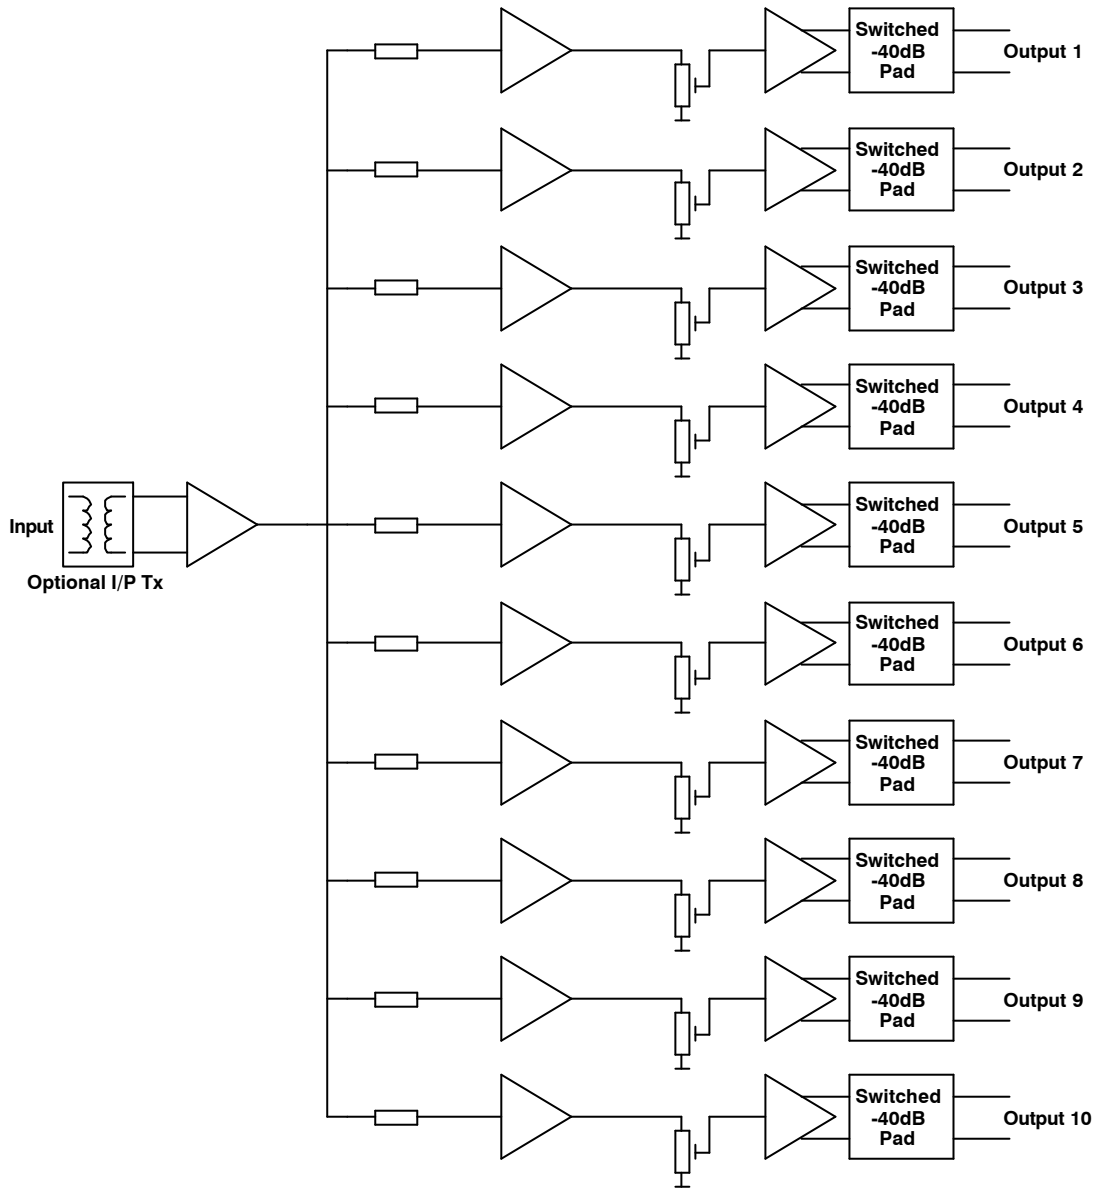 Switched
-40dB
Pad
Output 1
Switched
-40dB
Pad
Output 2
Switched
-40dB
Pad
Output 3
Switched
-40dB
Pad
Output 4
Input
Optional I/P Tx
Switched
-40dB
Pad
Output 5
Switched
-40dB
Pad
Output 6
Switched
-40dB
Pad
Output 7
Switched
-40dB
Pad
Output 8
Switched
-40dB
Pad
Output 9
Switched
-40dB
Pad
Output 10